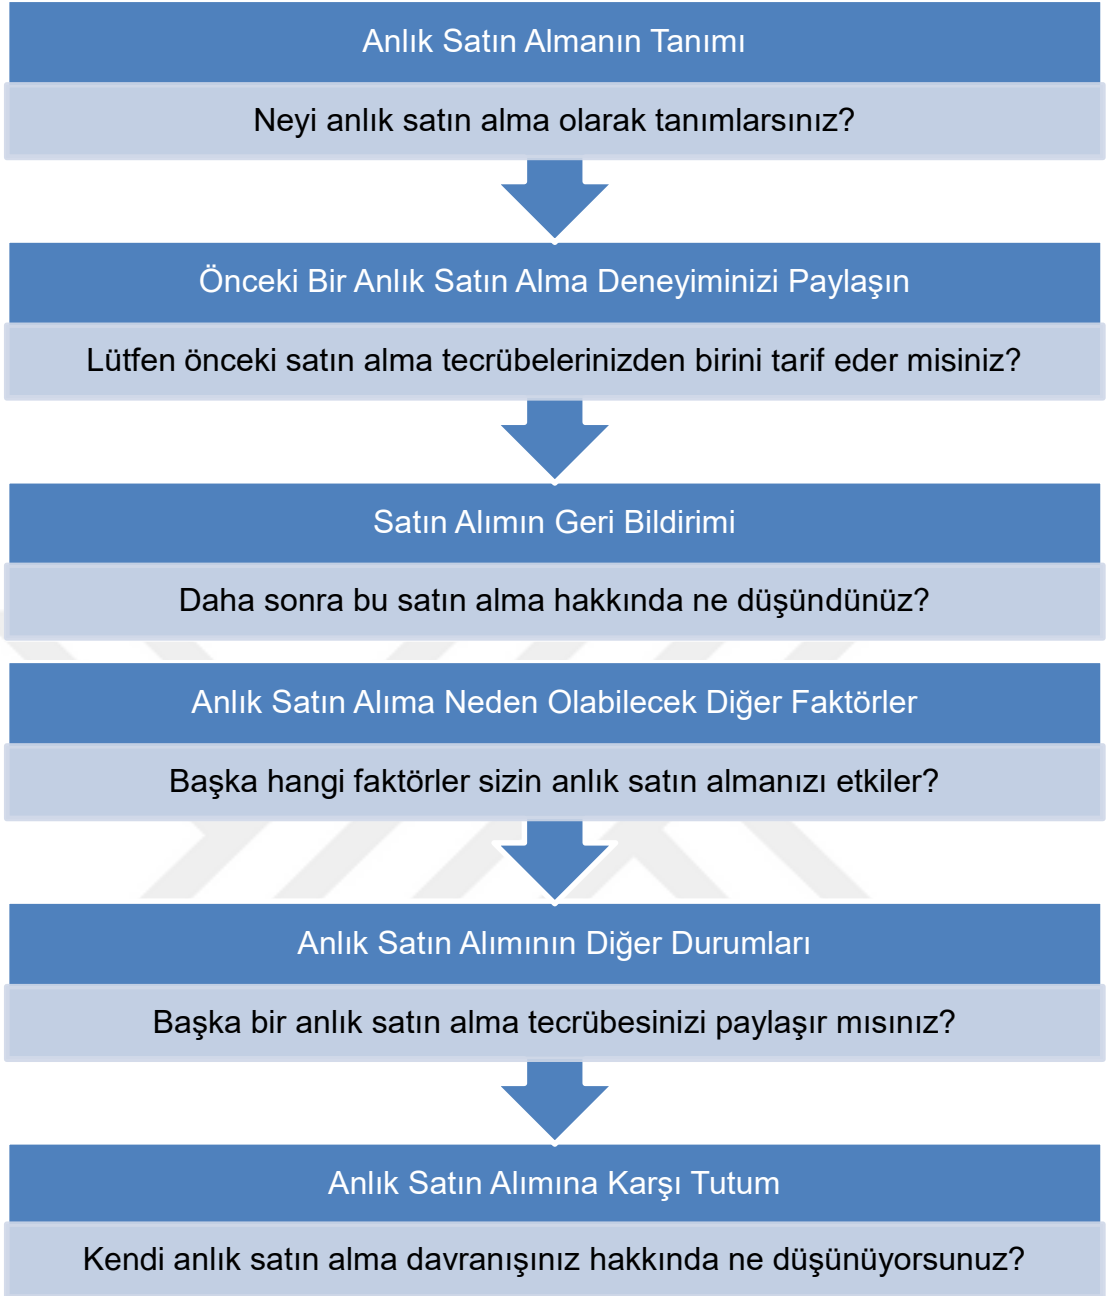 Anlık Satın Almanın Tanımı
Neyi anlık satın alma olarak tanımlarsınız?
Önceki Bir Anlık Satın Alma Deneyiminizi Paylaşın
Lütfen önceki satın alma tecrübelerinizden birini tarif eder misiniz?
Satın Alımın Geri Bildirimi
Daha sonra bu satın alma hakkında ne düşündünüz?
Anlık Satın Alıma Neden Olabilecek Diğer Faktörler
Başka hangi faktörler sizin anlık satın almanızı etkiler?
Anlık Satın Alımının Diğer Durumları
Başka bir anlık satın alma tecrübesinizi paylaşır mısınız?
Anlık Satın Alımına Karşı Tutum
Kendi anlık satın alma davranışınız hakkında ne düşünüyorsunuz?